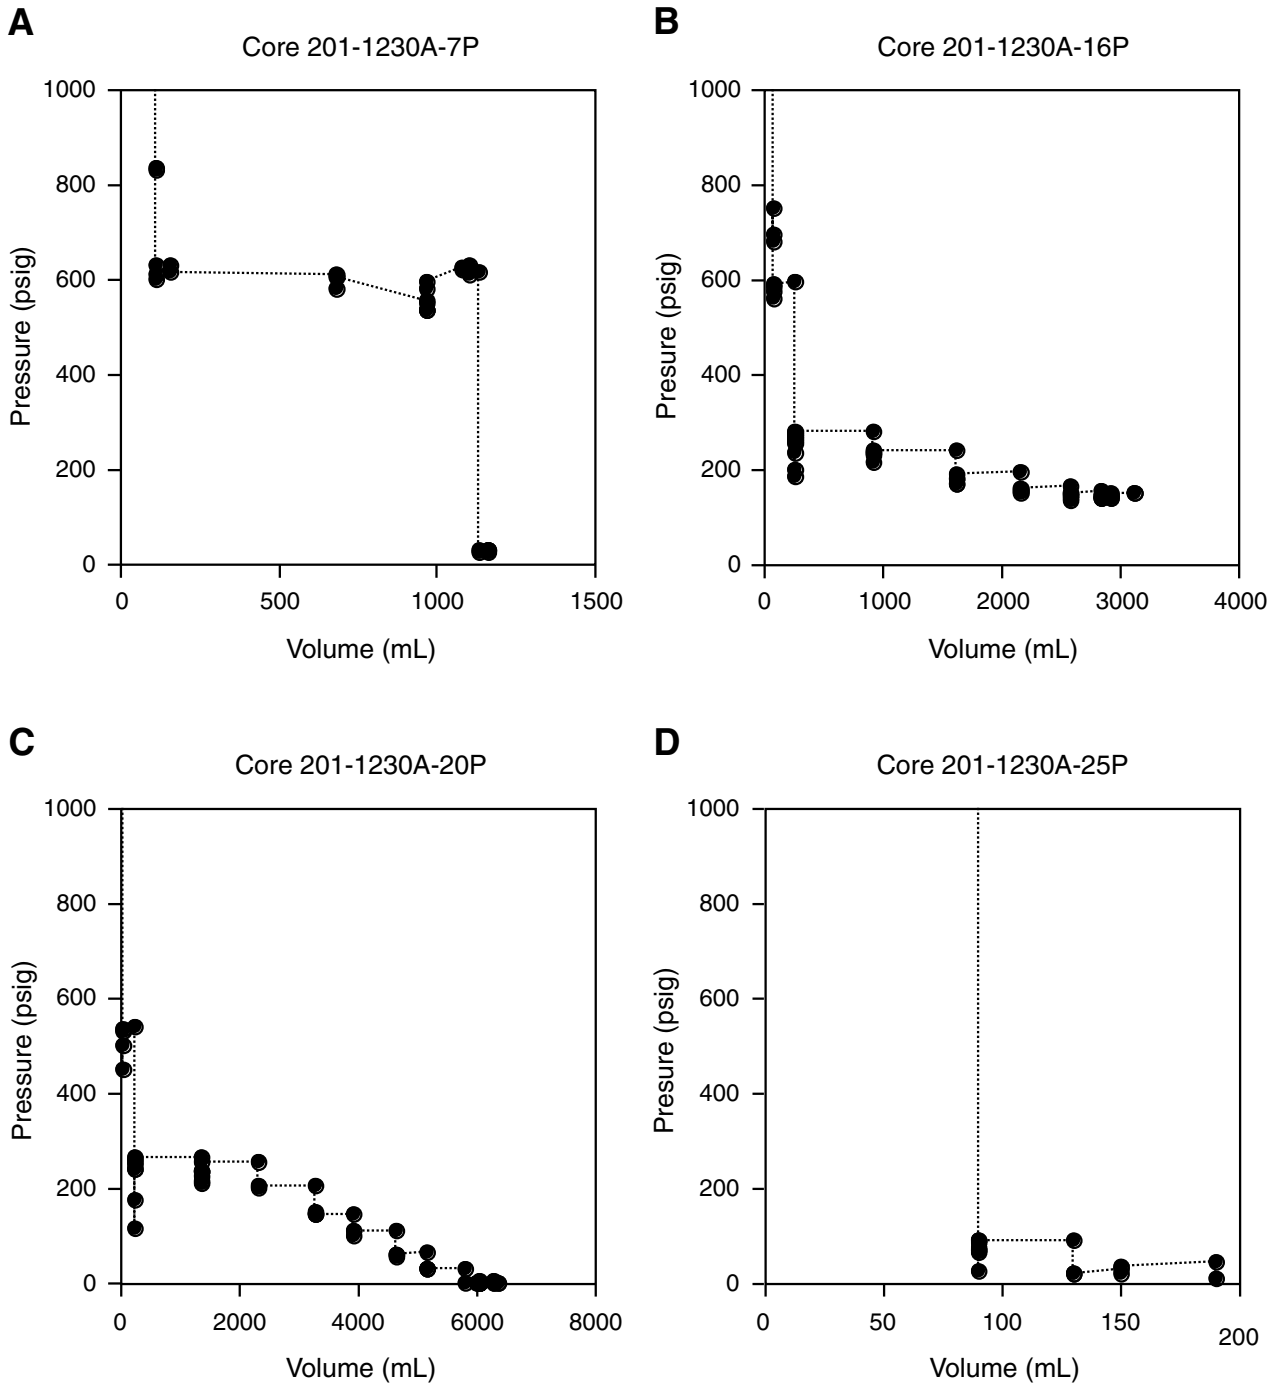 A
Core 201-1230A-7P
1000
800
600
400
200
0
Pressure (psig)
0 500 1000 1500
Volume (mL)
B
Core 201-1230A-16P
1000
800
600
400
200
0
Presure (psig)
0 1000 2000 3000 4000
Volume (mL)
C
Core 201-1230A-20P
1000
800
600
400
200
0
Pressure (psig)
0 2000 4000 6000 8000
Volume (mL)
D
Core 201-1230A-25P
1000
800
600
400
200
0
Presure (psig)
0 50 100 150 200
Volume (mL)